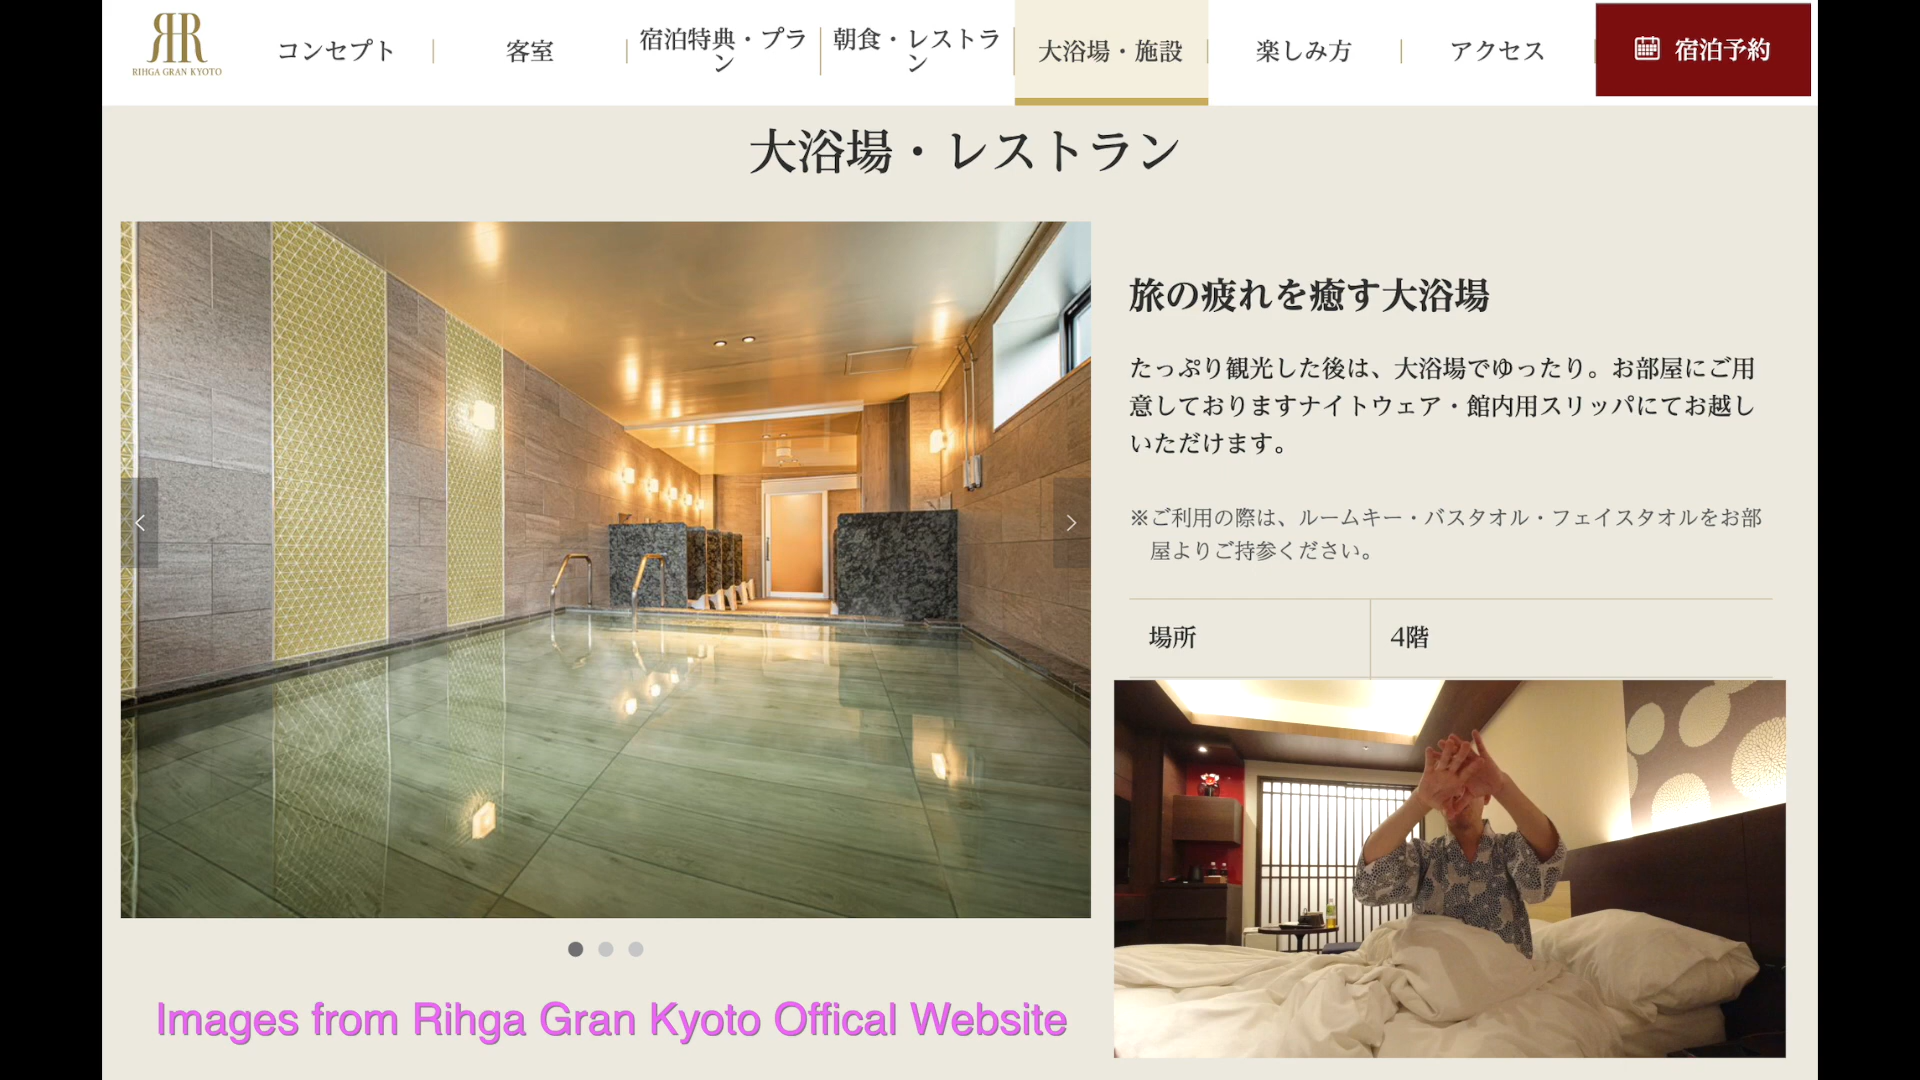 RIHGA GRAN KYOTO
コンセプト
客室
宿泊特典・プラ
ン
朝食・レストラ
ン
大浴場・施設
楽しみ方
アクセス
宿泊予約
大浴場・レストラン
旅の疲れを癒す大浴場
たっぷり観光した後は、大浴場でゆったり。お部屋にご用
意しておりますナイトウェア・館内用スリッパにてお越し
いただけます。
※ご利用の際は、ルームキー・バスタオル・フェイスタオルをお部
屋よりご持参ください。
場所
4階
Images from Rihga Gran Kyoto Offical Website